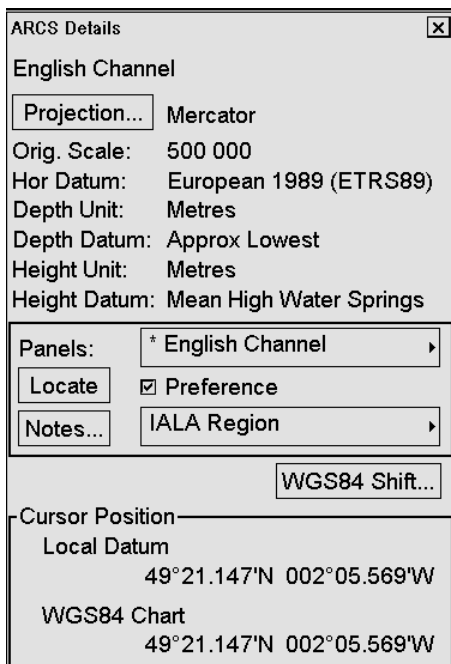 ARCS Details
English Channel
Projection... Mercator
Orig. Scale: 500 000
Hor Datum: European 1989 (ETRS89)
Depth Unit: Metres
Depth Datum: Approx Lowest
Height Unit: Metres
Height Datum: Mean High Water Springs
Panels: * English Channel
Locate Preference
Notes... IALA Region
WGS84 Shift...
Cursor Position
Local Datum
49°21.147'N 002°05.569'W
WGS84 Chart
49°21.147'N 002°05.569'W